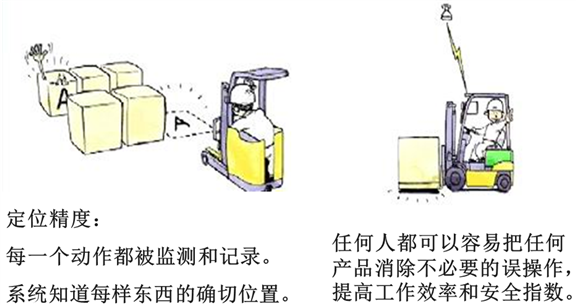 A
A
定位精度：
每一个动作都被监测和记录。
系统知道每样东西的确切位置。
任何人都可以容易把任何
产品消除不必要的误操作，
提高工作效率和安全指数。